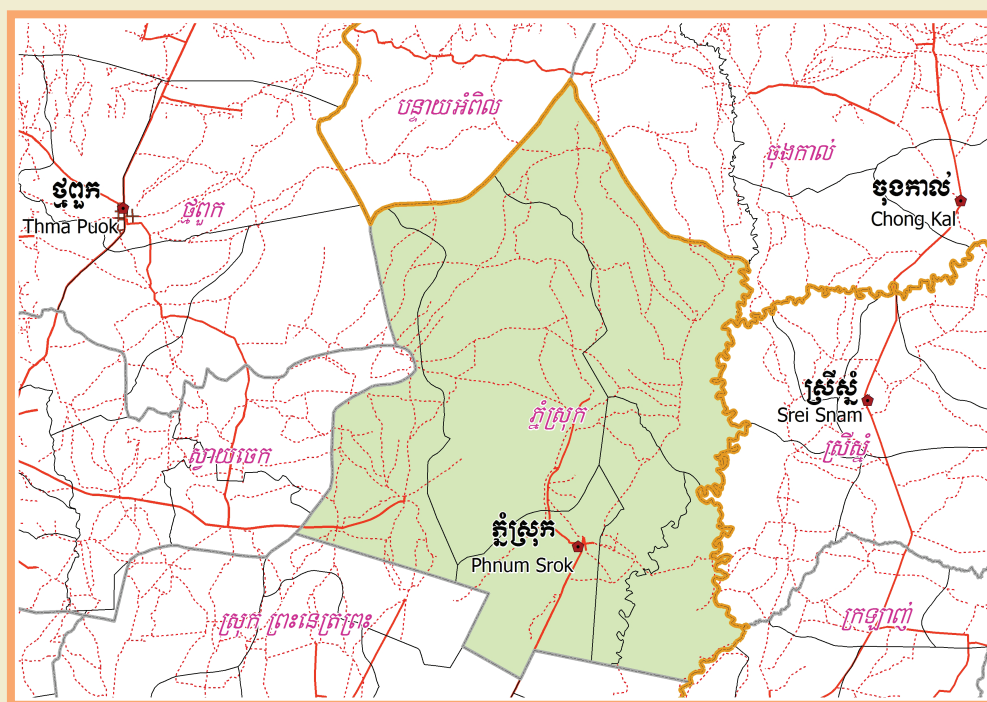 បន្ទាយអំពិល
ចុងកាល់
ថ្មពួក
Thma Puok
ថ្មពួក
ចុងកាល់
Chong Kal
ស្រីស្នំ
Srei Snam
ភ្នំស្រុក
ស្រីស្នំ
ស្វាយចេក
ភ្នំស្រុក
Phnum Srok
ស្រុក ព្រះនេត្រព្រះ
ក្រឡាញ់